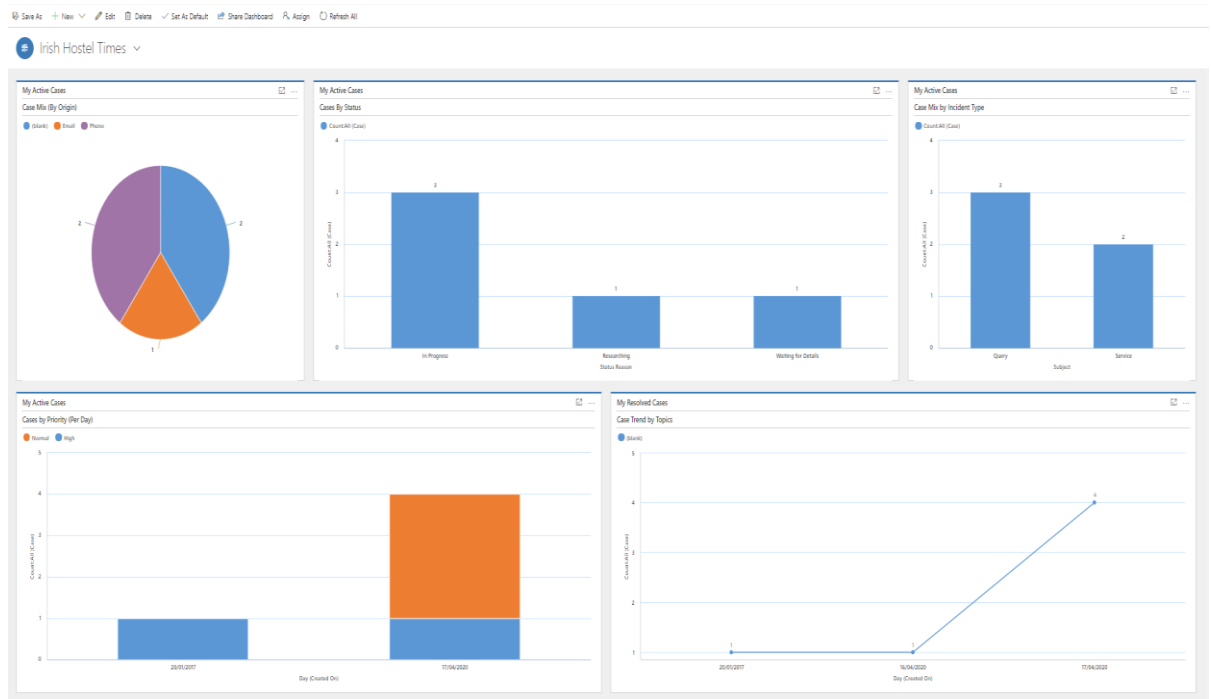 Save As New Edit Delete Set As Default Share Dashboard Assign Refresh All
Irish Hostel Times
My Active Cases
Case Mix (By Origin)
(blank) Email Phone
2
2
1
My Active Cases
Cases By Status
Count:All (Case)
4
3
2
1
0
Count:All (Case)
3
1
1
In Progress Researching Waiting for Details
Status Reason
My Active Cases
Case Mix by Incident Type
Count:All (Case)
4
3
2
1
0
Count:All (Case)
3
2
Query Service
Subject
My Active Cases
Cases by Priority (Per Day)
Normal High
5
4
3
2
1
0
Count:All (Case)
20/01/2017 17/04/2020
Day (Created On)
My Resolved Cases
Case Trend by Topics
(blank)
5
4
3
2
1
Count:All (Case)
1
1
4
20/01/2017 16/04/2020 17/04/2020
Day (Created On)